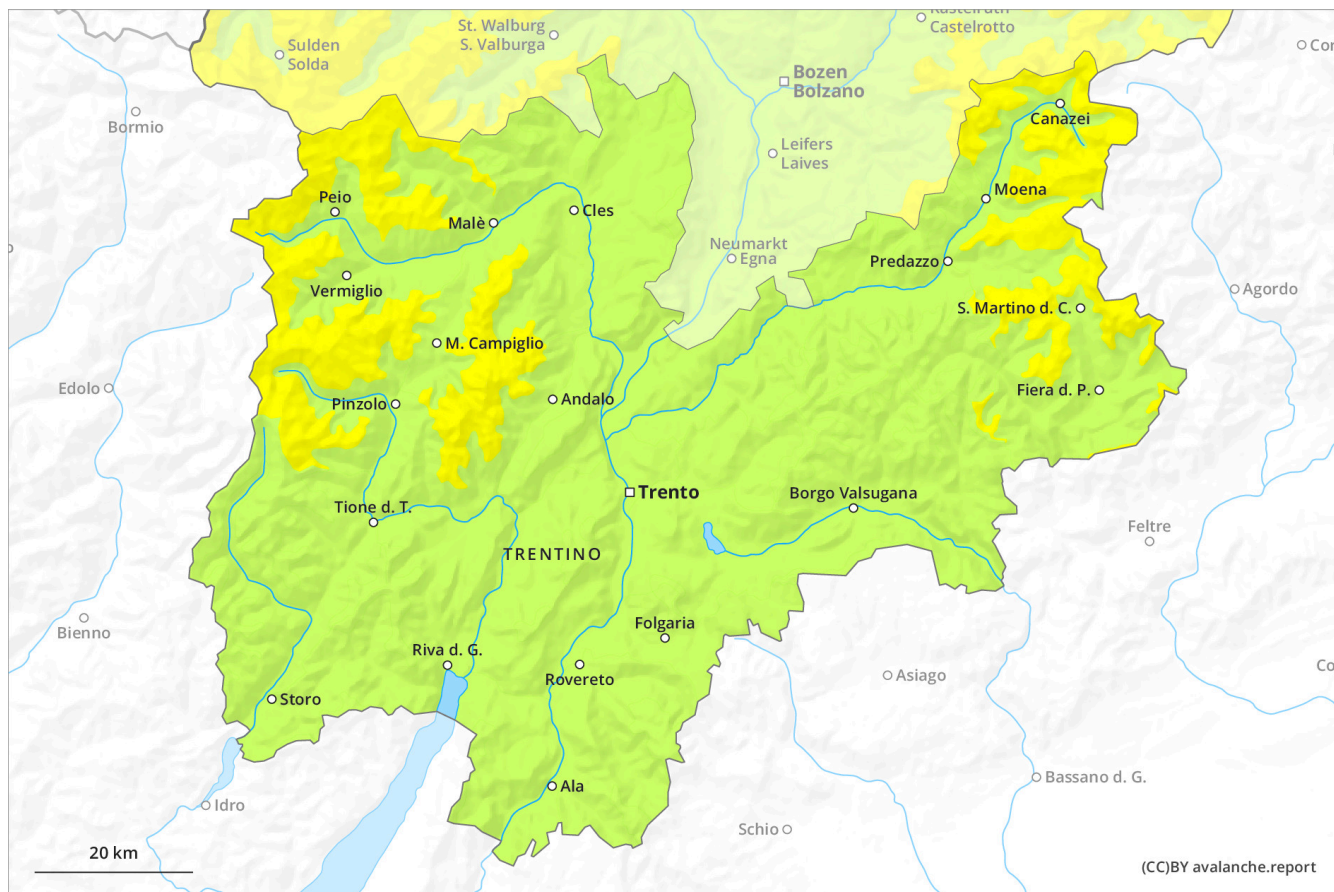 Kastelruth
Castelrotto
St. Walburg
S. Valburga
Sulden
Solda
Bozen
Bolzano
Bormio
Canazei
Leifers
Laives
Moena
Peio
Malè
Cles
Neumarkt
Egna
Predazzo
Vermiglio
Agordo
S. Martino d. C.
M. Campiglio
Edolo
Pinzolo
Andalo
Fiera d. P.
Trento
Borgo Valsugana
Tione d. T.
Feltre
TRENTINO
Bienno
Folgaria
Riva d. G.
Rovereto
Asiago
Storo
Ala
Bassano d. G.
Idro
Schio
20 km
(CC)BY avalanche.report